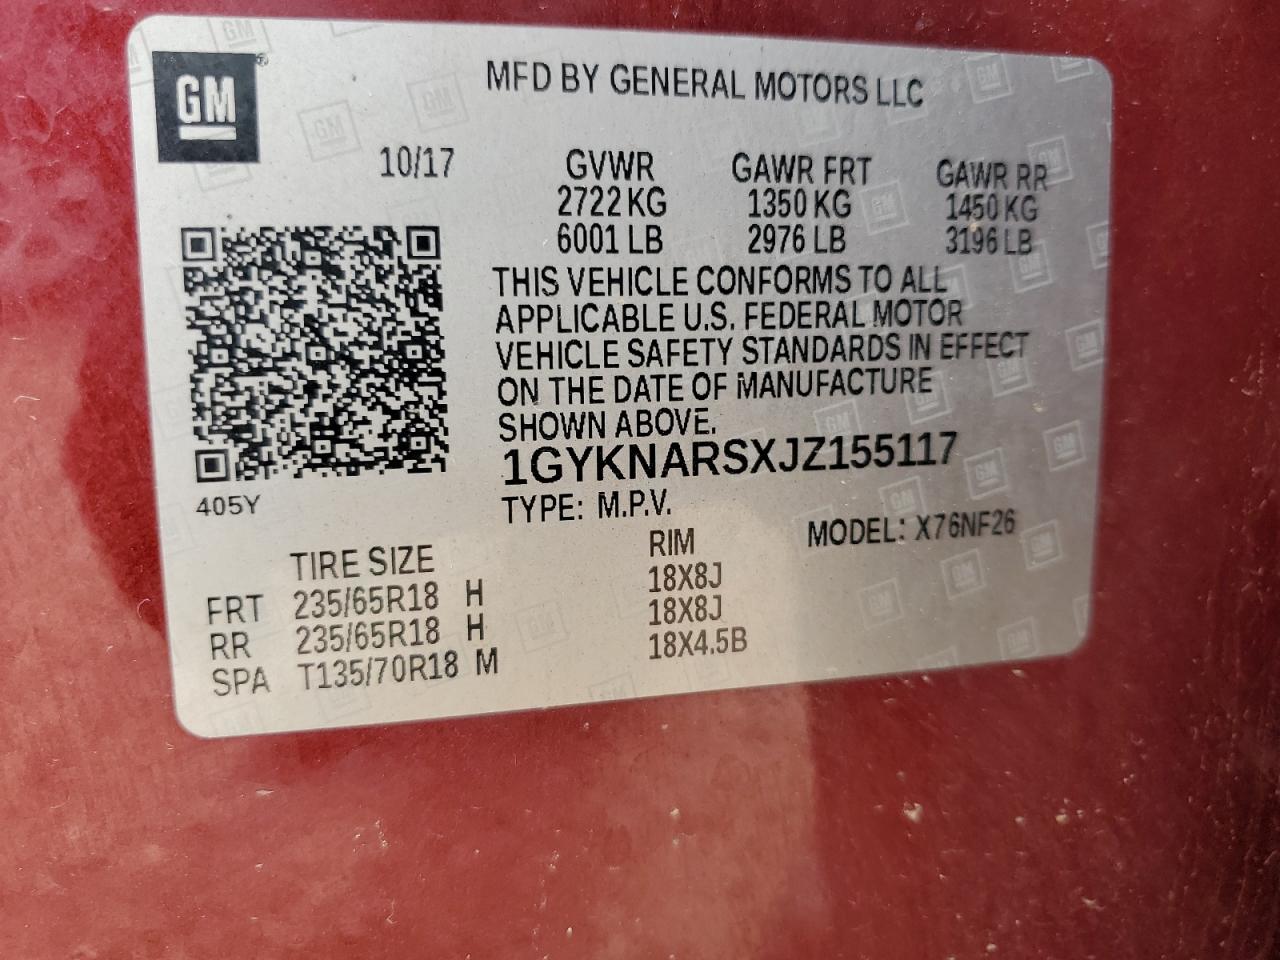 GM
MFD BY GENERAL MOTORS LLC
10/17 GVWR GAWR FRT GAWR RR
2722 KG 1350 KG 1450 KG
6001 LB 2976 LB 3196 LB
THIS VEHICLE CONFORMS TO ALL
APPLICABLE U.S. FEDERAL MOTOR
VEHICLE SAFETY STANDARDS IN EFFECT
ON THE DATE OF MANUFACTURE
SHOWN ABOVE.
1GYKNARSXJZ155117
405Y
TYPE: M.P.V. MODEL: X76NF26
TIRE SIZE RIM
FRT 235/65R18 H 18X8J
RR 235/65R18 H 18X8J
SPA T135/70R18 M 18X4.5B